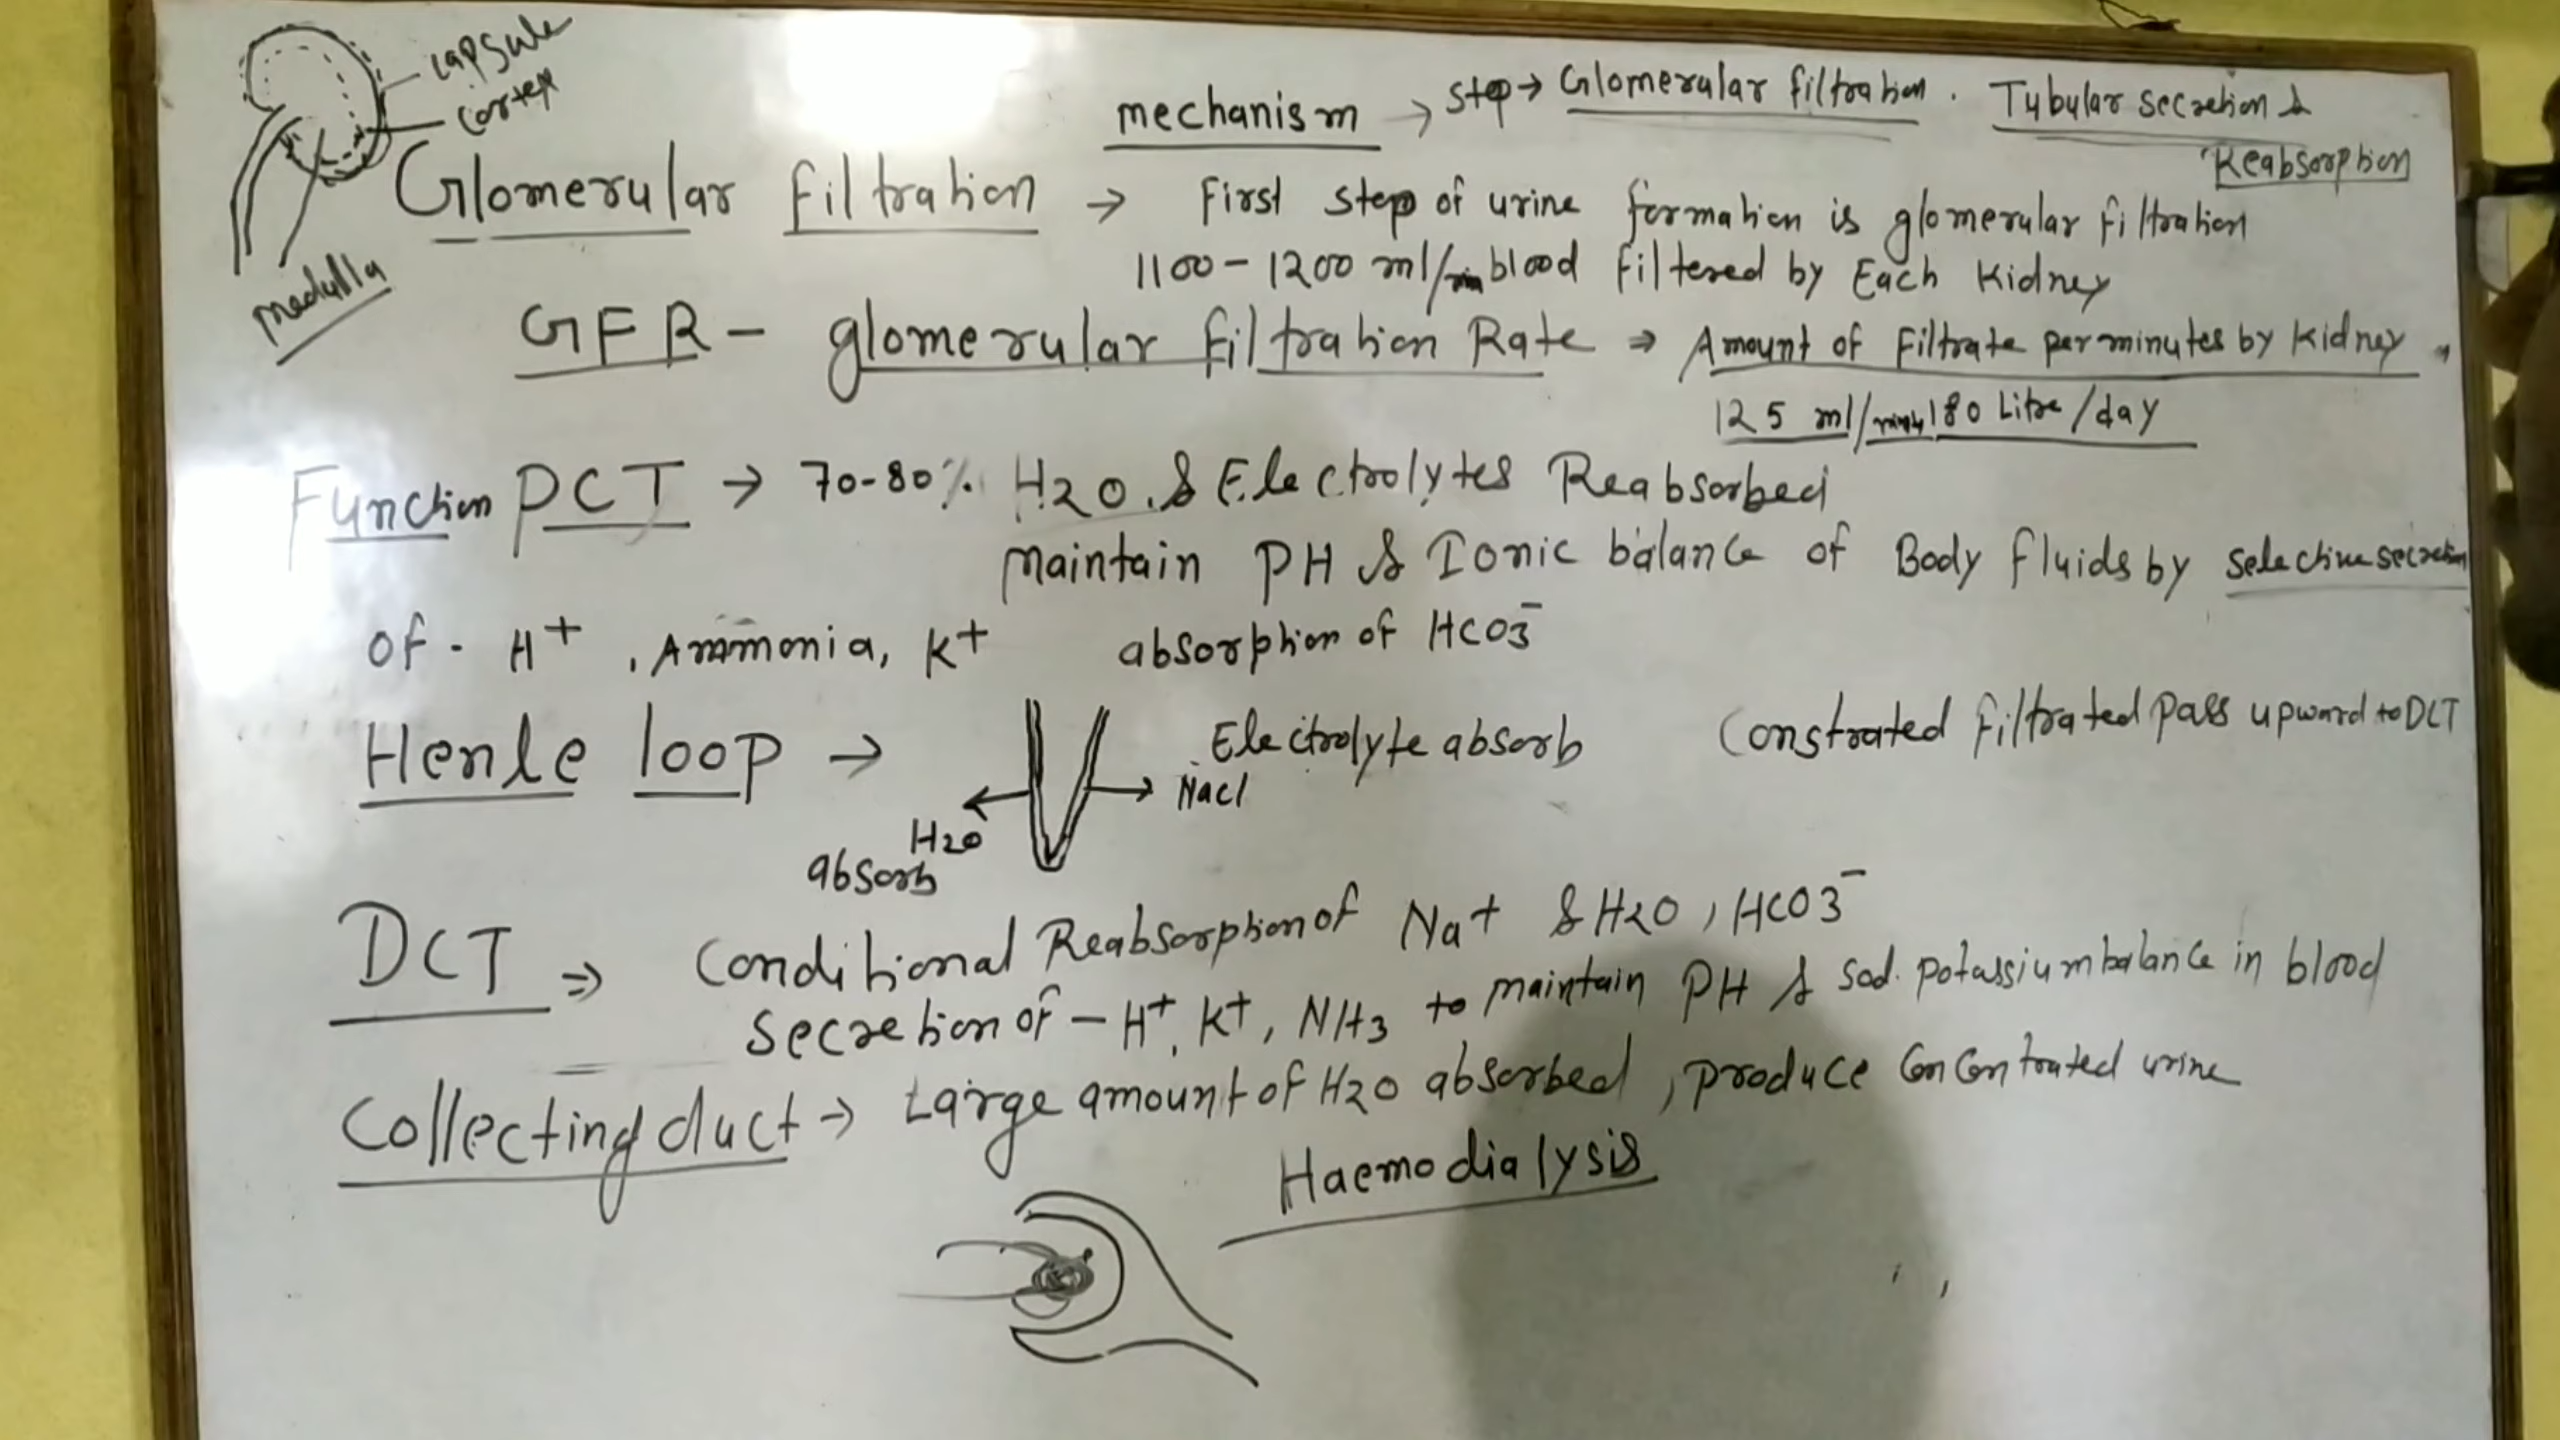 capsule
cortex
medulla
mechanism → step → Glomerular filtration . Tubular secretion &
Reabsorption
Glomerular filtration → First step of urine formation is glomerular filtration
1100 - 1200 ml/min blood filtered by Each Kidney
GFR - glomerular filtration Rate ⇒ Amount of filtrate per minutes by Kidney
125 ml/minute 180 Litre/day
Function PCT → 70-80% H2O & Electrolytes Reabsorbed
maintain PH & Ionic balance of Body fluids by selective secretion
of - H+ , Ammonia, K+ absorption of HCO3-
Henle loop → Electrolyte absorb Constrated filtrated pass upward to DCT
NaCl
H2O
absorb
DCT ⇒ Conditional Reabsorption of Na+ & H2O , HCO3-
secretion of - H+, K+, NH3 to maintain PH & Sod. potassium balance in blood
Collecting duct → Large amount of H2O absorbed , produce Concontrated urine
Haemodialysis